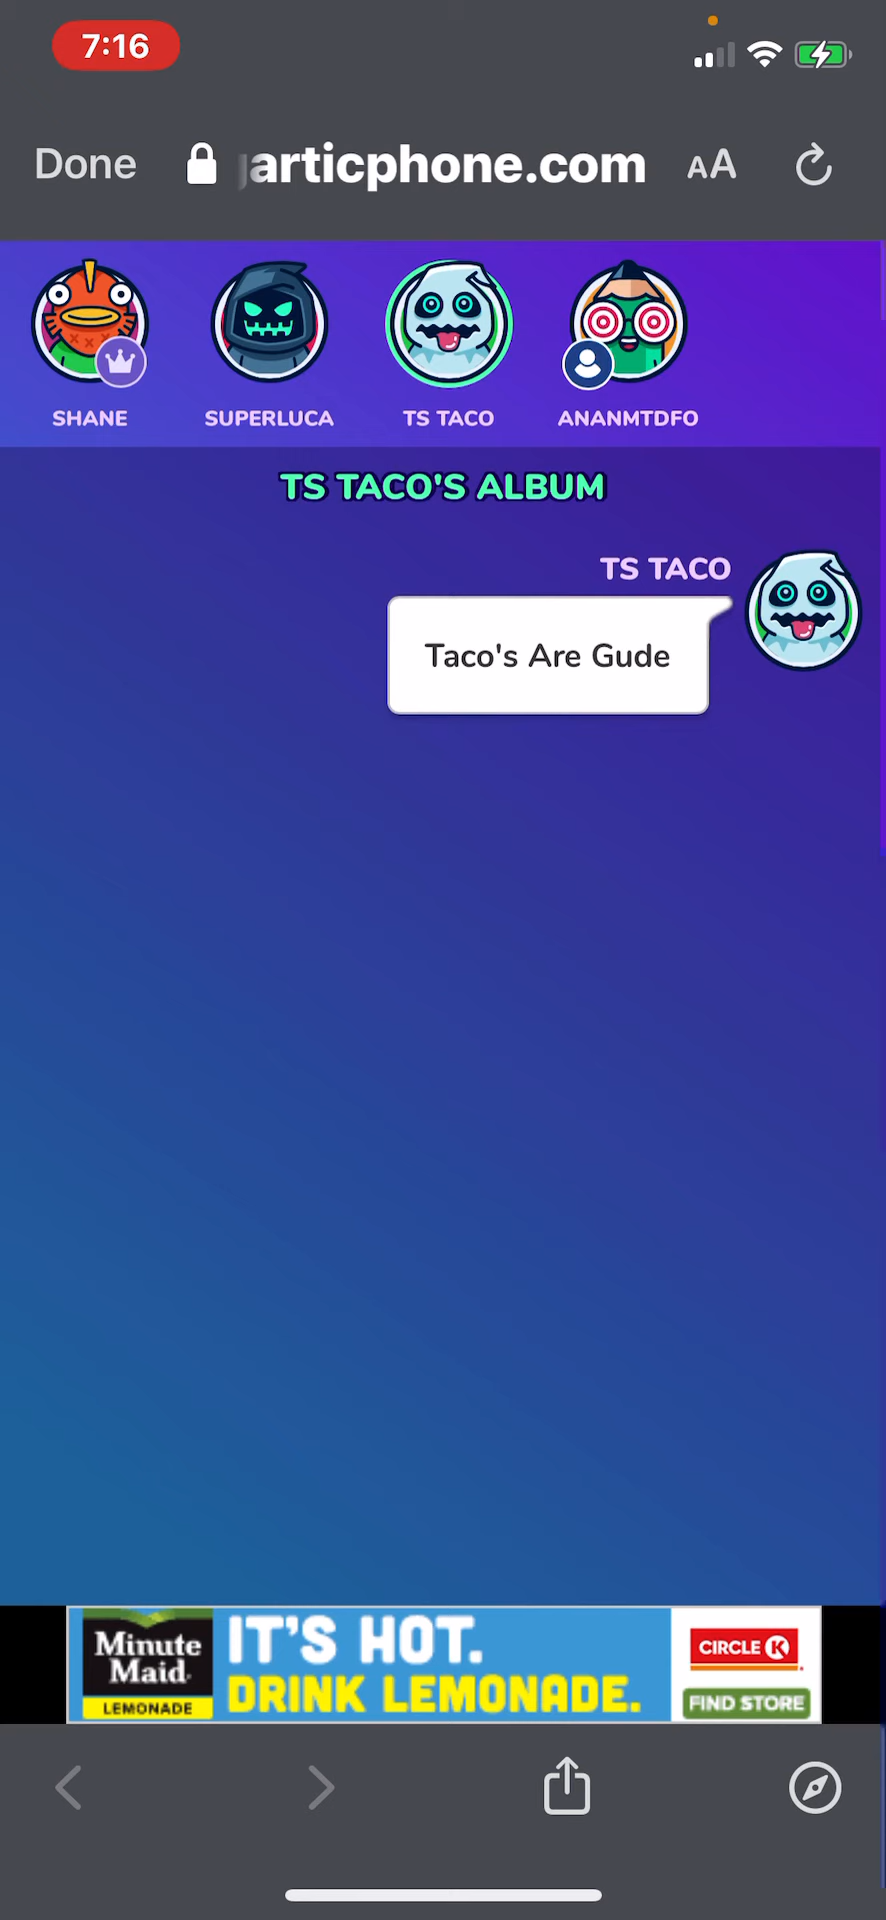 7:16
Done
articphone.com
AA
SHANE
SUPERLUCA
TS TACO
ANANMTDFO
TS TACO'S ALBUM
TS TACO
Taco's Are Gude
Minute
Maid
LEMONADE
IT'S HOT.
DRINK LEMONADE.
CIRCLE K
FIND STORE